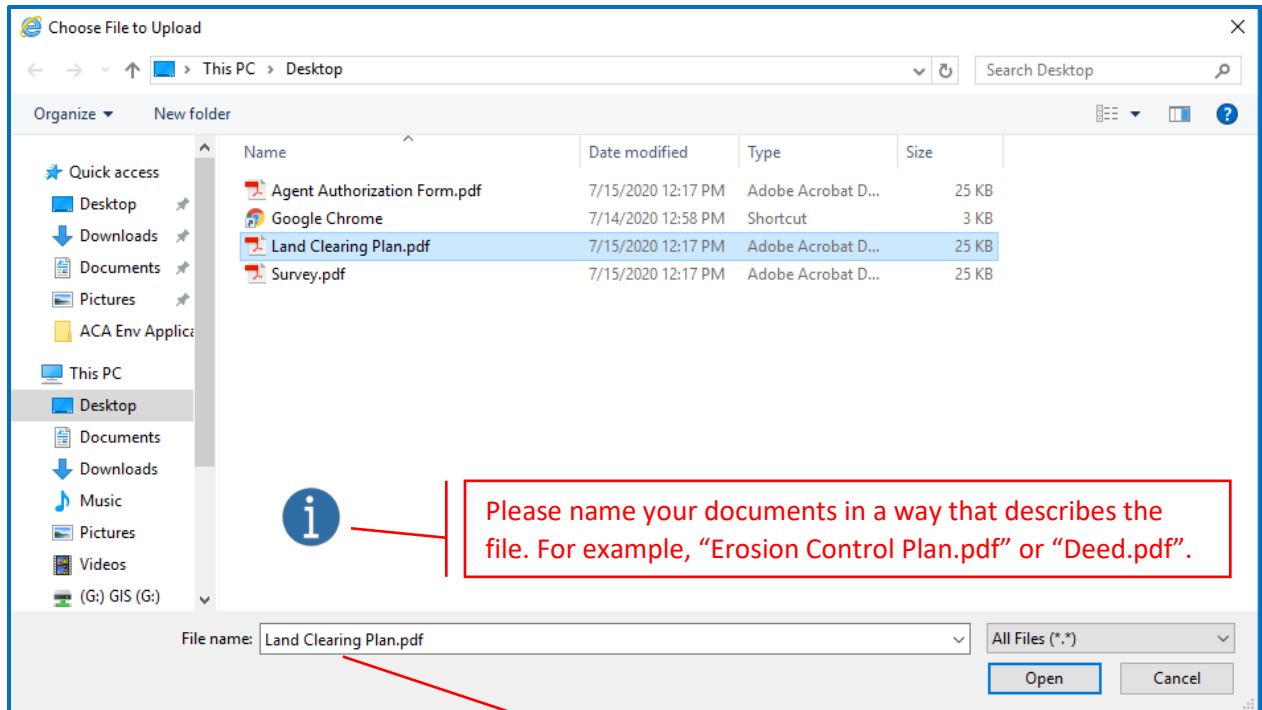 Choose File to Upload
This PC > Desktop
Search Desktop
Organize New folder
Name Date modified Type Size
Quick access
Desktop
Downloads
Documents
Pictures
ACA Env Applica
This PC
Desktop
Documents
Downloads
Music
Pictures
Videos
(G:) GIS (G:)
Agent Authorization Form.pdf 7/15/2020 12:17 PM Adobe Acrobat D... 25 KB
Google Chrome 7/14/2020 12:58 PM Shortcut 3 KB
Land Clearing Plan.pdf 7/15/2020 12:17 PM Adobe Acrobat D... 25 KB
Survey.pdf 7/15/2020 12:17 PM Adobe Acrobat D... 25 KB
i
Please name your documents in a way that describes the
file. For example, “Erosion Control Plan.pdf” or “Deed.pdf”.
File name: Land Clearing Plan.pdf All Files (*.*)
Open Cancel